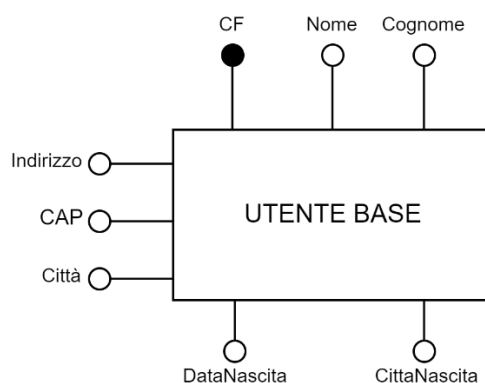 CF
Nome
Cognome
Indirizzo
CAP
UTENTE BASE
Città
DataNascita
CittaNascita